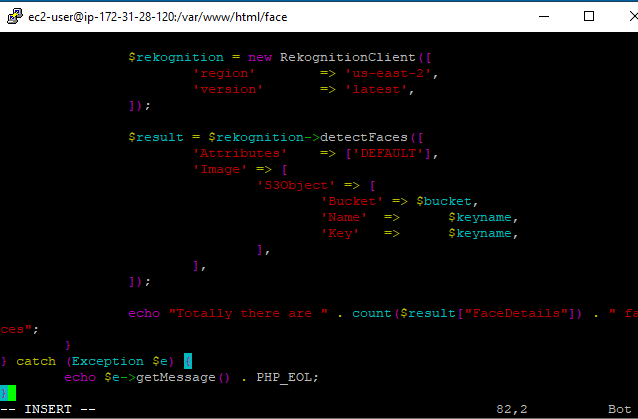 ec2-user@ip-172-31-28-120:/var/www/html/face
$rekognition = new RekognitionClient([
'region' => 'us-east-2',
'version' => 'latest',
]);
$result = $rekognition->detectFaces([
'Attributes' => ['DEFAULT'],
'Image' => [
'S3Object' => [
'Bucket' => $bucket,
'Name' => $keyname,
'Key' => $keyname,
],
],
]);
echo "Totally there are " . count($result["FaceDetails"]) . " fa
ces";
}
} catch (Exception $e) {
echo $e->getMessage() . PHP_EOL;
}
-- INSERT -- 82,2 Bot